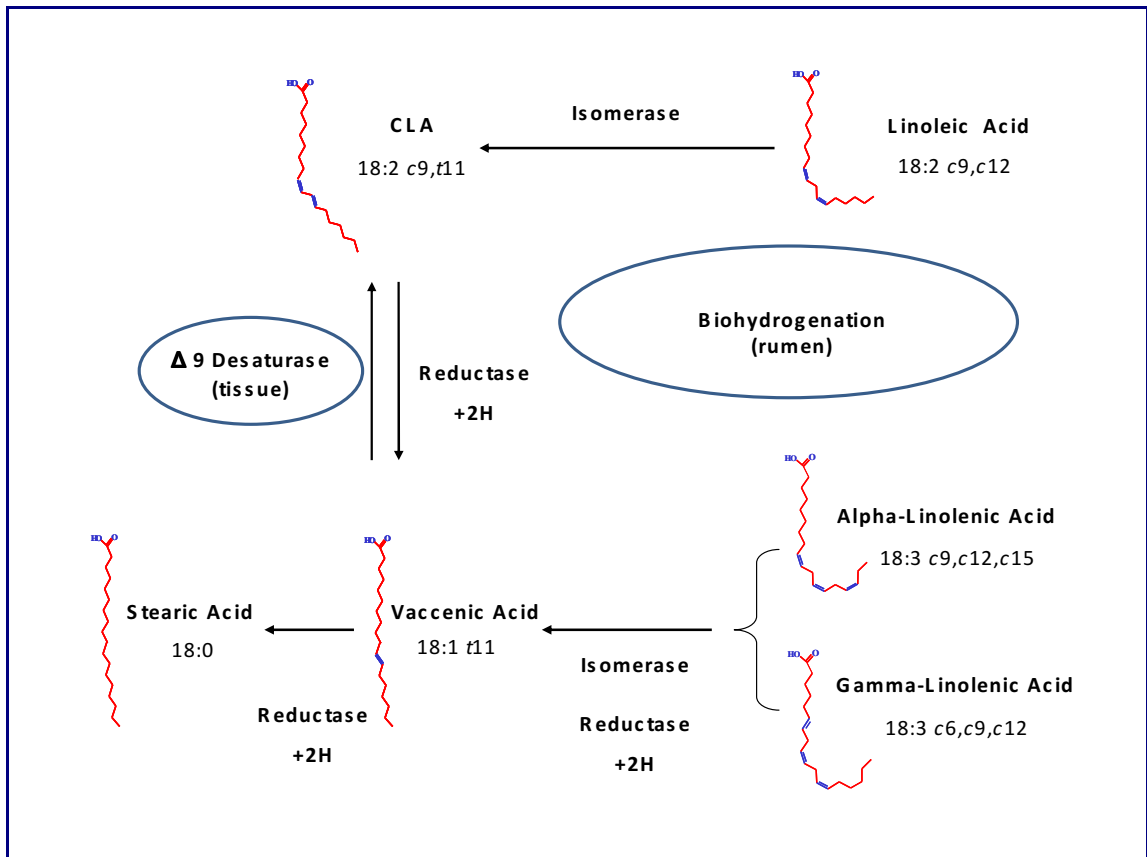 HO
O
CLA
18:2 c9,t11
Isomerase
HO
O
Linoleic Acid
18:2 c9,c12
Δ 9 Desaturase
(tissue)
Reductase
+2H
Biohydrogenation
(rumen)
HO
O
Alpha-Linolenic Acid
18:3 c9,c12,c15
HO
O
Stearic Acid
18:0
HO
O
Vaccenic Acid
18:1 t11
Reductase
+2H
Isomerase
Reductase
+2H
HO
O
Gamma-Linolenic Acid
18:3 c6,c9,c12